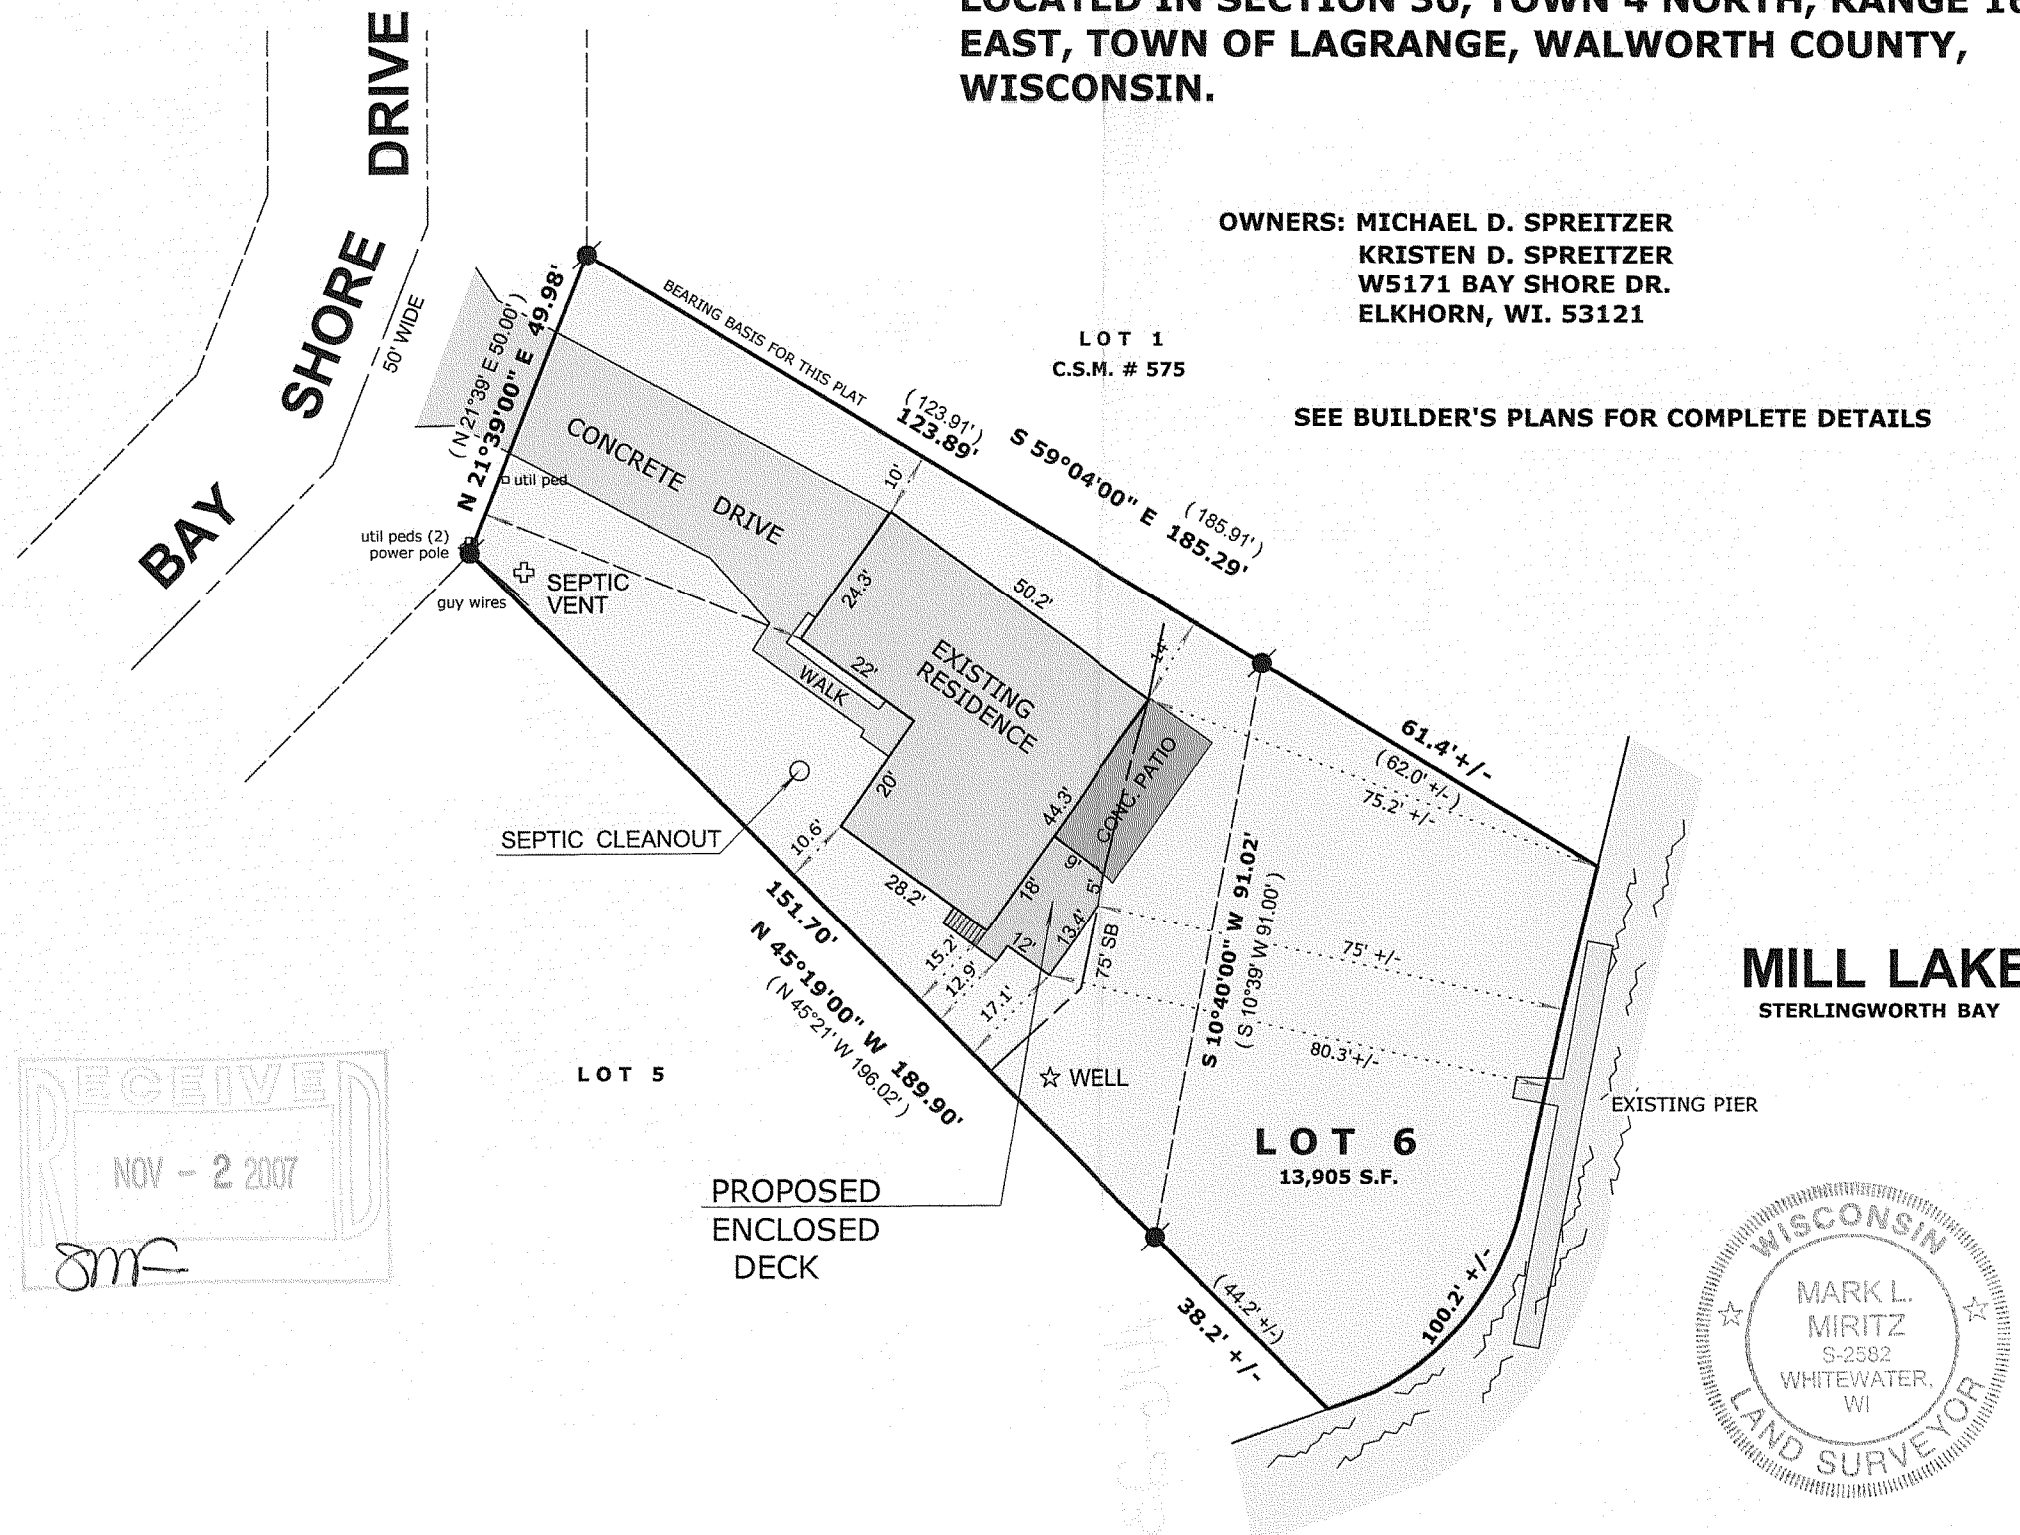 LOCATED IN SECTION 36, TOWN 4 NORTH, RANGE 16
EAST, TOWN OF LAGRANGE, WALWORTH COUNTY,
WISCONSIN.
BAY SHORE DRIVE
50' WIDE
OWNERS: MICHAEL D. SPREITZER
KRISTEN D. SPREITZER
W5171 BAY SHORE DR.
ELKHORN, WI. 53121
LOT 1
C.S.M. # 575
SEE BUILDER'S PLANS FOR COMPLETE DETAILS
BEARING BASIS FOR THIS PLAT
( N 21°39' E 50.00' )
N 21°39'00" E 49.98'
( 123.91' )
123.89'
S 59°04'00" E 185.29'
( 185.91' )
CONCRETE DRIVE
10'
util ped
util peds (2)
power pole
guy wires
SEPTIC
VENT
24.3'
50.2'
14'
EXISTING
RESIDENCE
22'
WALK
20'
44.3'
CONC. PATIO
61.4'+/-
( 62.0' +/- )
75.2' +/-
SEPTIC CLEANOUT
10.6'
28.2'
18'
9'
5'
13.4'
12'
15.2'
12.9'
17.1'
75' SB
75' +/-
80.3'+/-
S 10°40'00" W 91.02'
( S 10°39' W 91.00' )
151.70'
N 45°19'00" W 189.90'
( N 45°21' W 196.02' )
MILL LAKE
STERLINGWORTH BAY
LOT 5
WELL
EXISTING PIER
LOT 6
13,905 S.F.
PROPOSED
ENCLOSED
DECK
( 44.2' +/-)
38.2' +/-
100.2' +/-
RECEIVED
NOV - 2 2007
WISCONSIN
MARK L.
MIRITZ
S-2582
WHITEWATER,
WI
LAND SURVEYOR